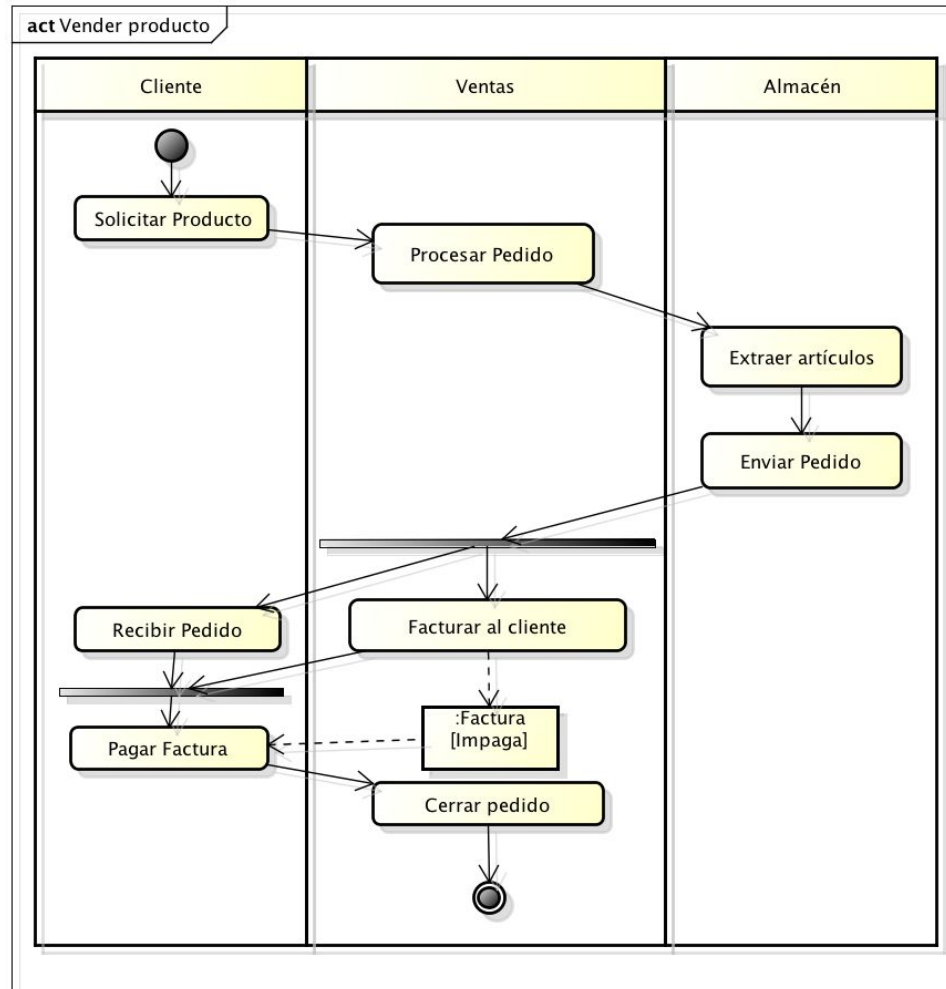 act Vender producto
Cliente
Ventas
Almacén
Solicitar Producto
Procesar Pedido
Extraer artículos
Enviar Pedido
Recibir Pedido
Facturar al cliente
:Factura
[Impaga]
Pagar Factura
Cerrar pedido